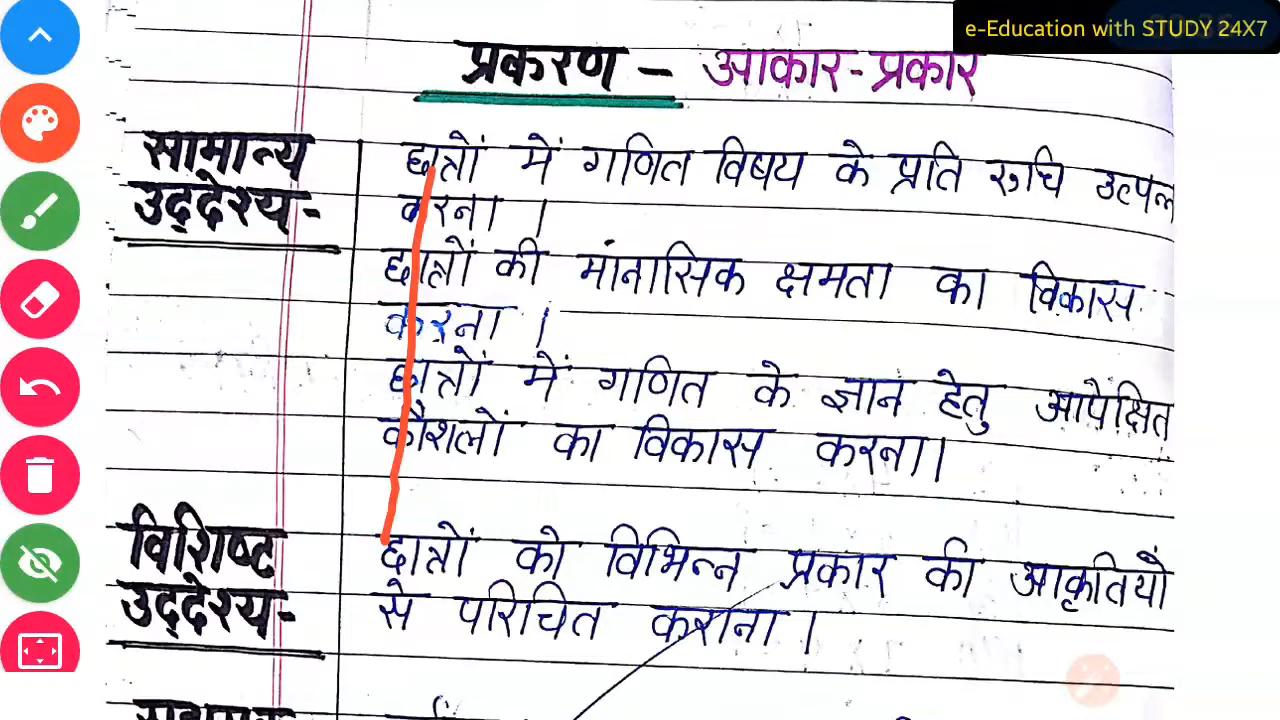 e-Education with STUDY 24X7
प्रकरण – आकार-प्रकार
सामान्य उद्देश्य-
छात्रों में गणित विषय के प्रति रुचि उत्पन्न
करना ।
छात्रों की मांनासिक क्षमता का विकास
करना ।
छात्रों में गणित के ज्ञान हेतु आपेक्षित
कौशलों का विकास करना।
विशिष्ट उद्देश्य-
छात्रों को विभिन्न प्रकार की आकृतियों
से परिचित कराना ।